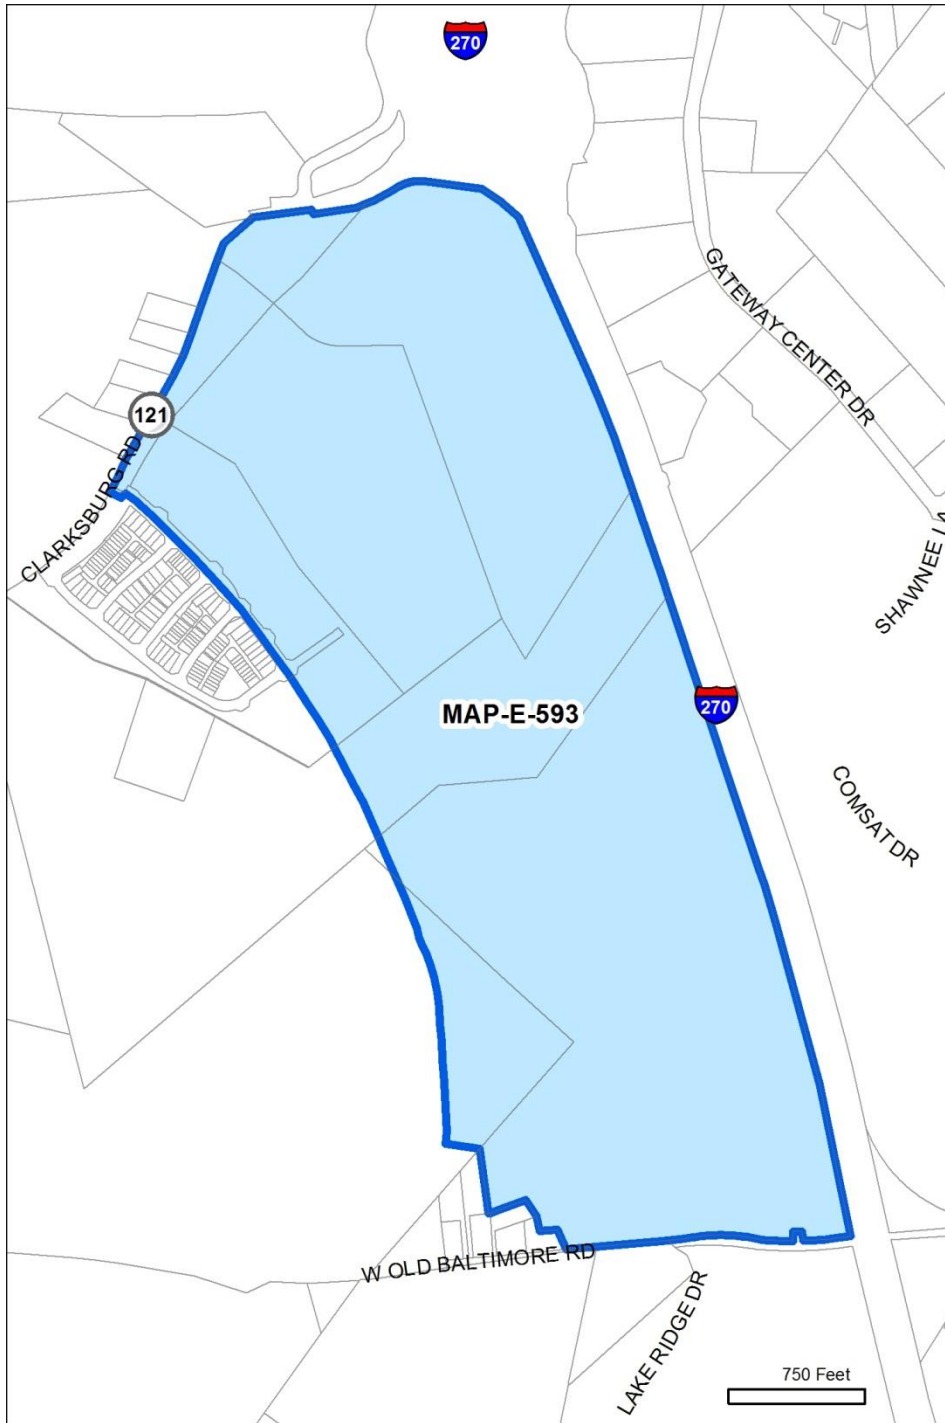 270
GATEWAY CENTER DR
121
CLARKSBURG RD
SHAWNEE LA
MAP-E-593
270
COMSAT DR
W OLD BALTIMORE RD
LAKE RIDGE DR
750 Feet